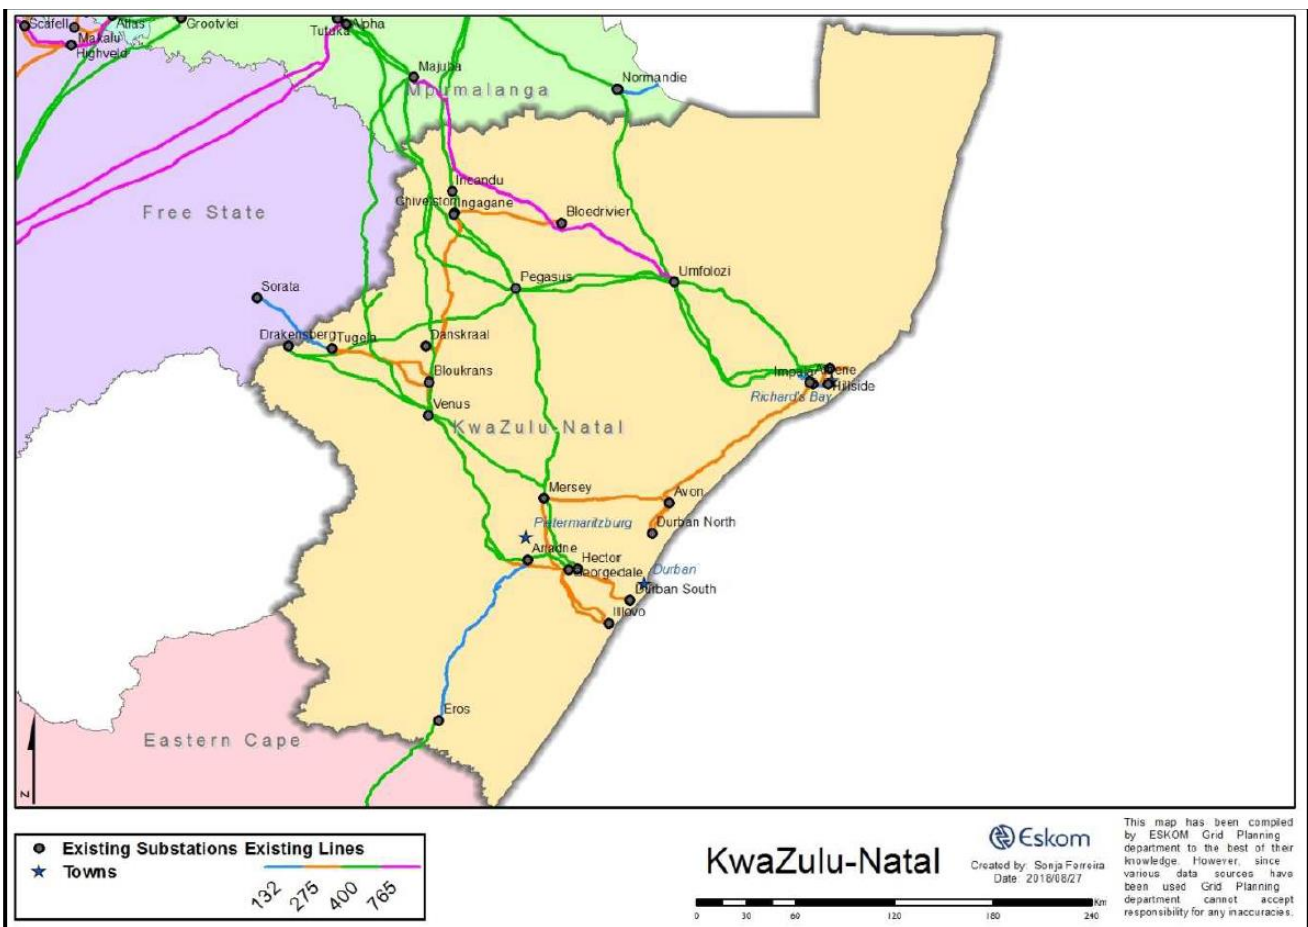 Scafell
Atlas
Grootvlei
Alpha
Tutuka
Makalu
Highveld
Majuba
Normandie
Mpumalanga
Incandu
Chivelston
Ingagane
Bloedrivier
Free State
Pegasus
Umfolozi
Sorata
Drakensberg
Tugela
Danskraal
Bloukrans
Impala
Athene
Hillside
Richard's Bay
Venus
KwaZulu-Natal
Mersey
Avon
Pietermaritzburg
Durban North
Ariadne
Hector
Georgedale
Durban
Durban South
Illovo
Eros
Eastern Cape
N
Existing Substations Existing Lines
Towns
132 275 400 765
KwaZulu-Natal
Eskom
Created by: Sonja Ferreira
Date: 2018/08/27
Km
0 30 60 120 180 240
This map has been compiled
by ESKOM Grid Planning
department to the best of their
knowledge. However, since
various data sources have
been used Grid Planning
department cannot accept
responsibility for any inaccuracies.